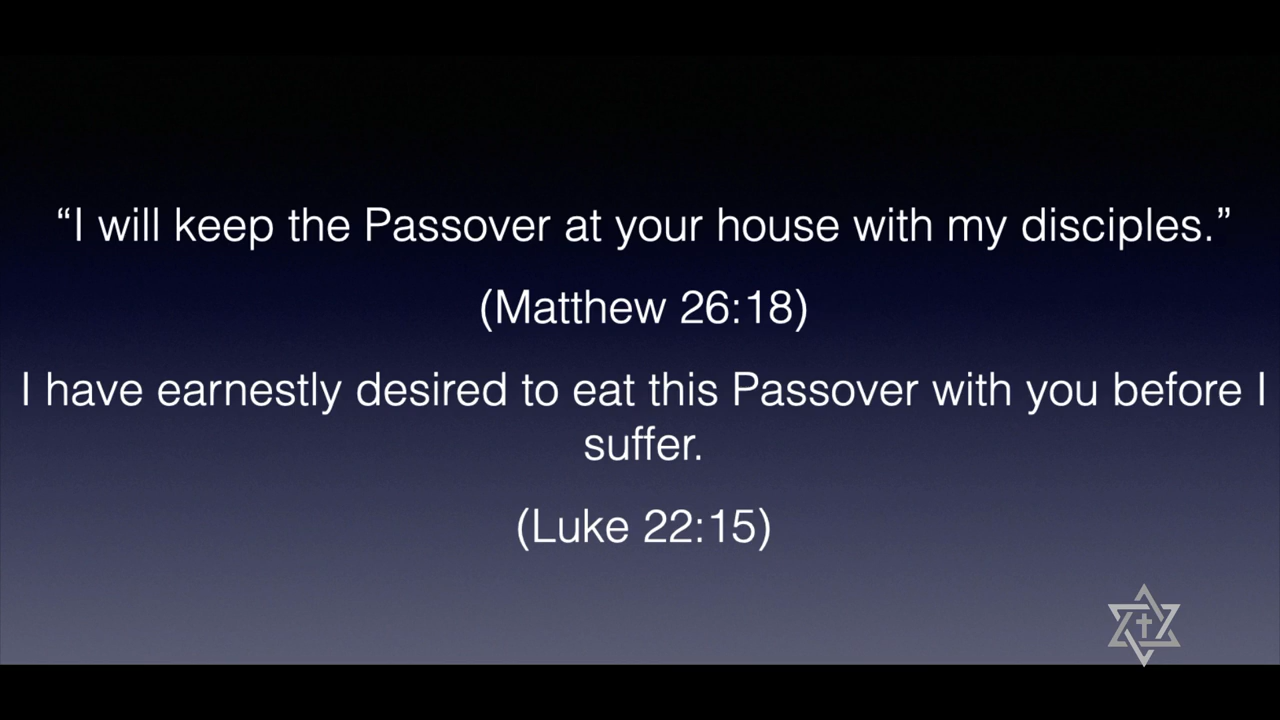 “I will keep the Passover at your house with my disciples.”
(Matthew 26:18)
I have earnestly desired to eat this Passover with you before I
suffer.
(Luke 22:15)